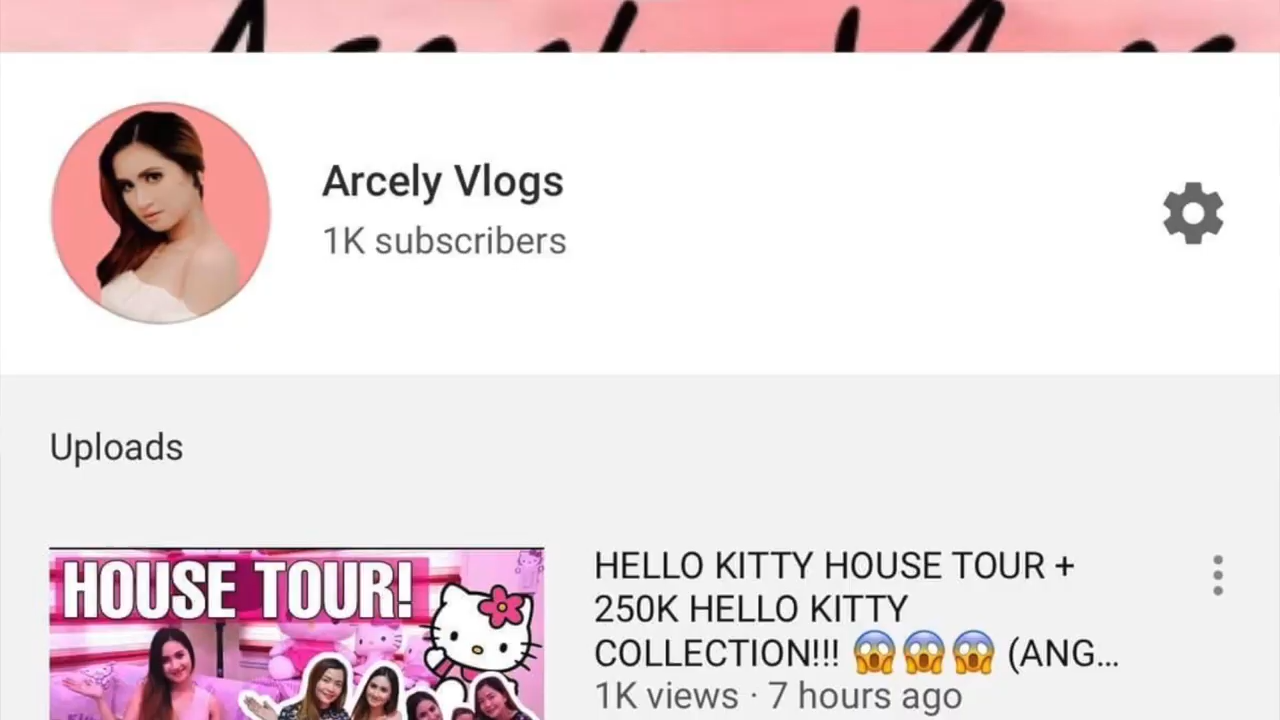 Arcely Vlogs
1K subscribers
Uploads
HOUSE TOUR!
HELLO KITTY HOUSE TOUR +
250K HELLO KITTY
COLLECTION!!! 😱😱😱 (ANG...
1K views · 7 hours ago